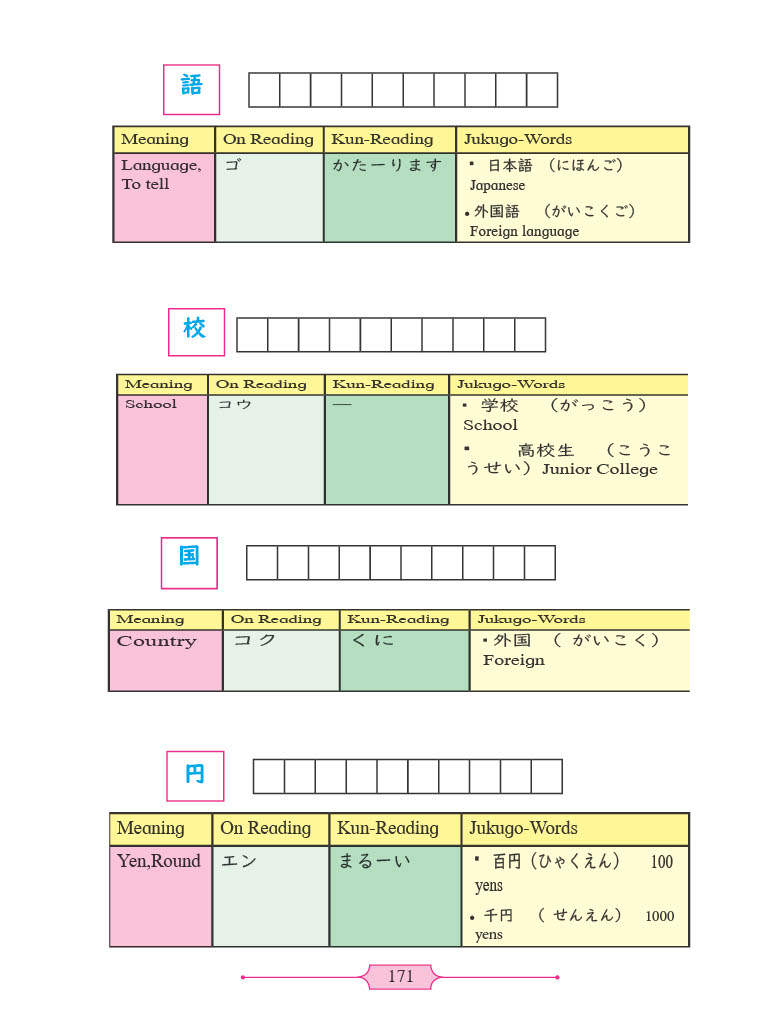 語
Meaning On Reading Kun-Reading Jukugo-Words
Language, ゴ かたーります ▪ 日本語 （にほんご）
To tell Japanese
• 外国語 （がいこくご）
Foreign language
校
Meaning On Reading Kun-Reading Jukugo-Words
School コウ — ▪ 学校 （がっこう）
School
▪ 高校生 （こうこ
うせい）Junior College
国
Meaning On Reading Kun-Reading Jukugo-Words
Country コク くに ▪外国 （ がいこく）
Foreign
円
Meaning On Reading Kun-Reading Jukugo-Words
Yen,Round エン まるーい ▪ 百円（ひゃくえん） 100
yens
• 千円 （ せんえん） 1000
yens
171